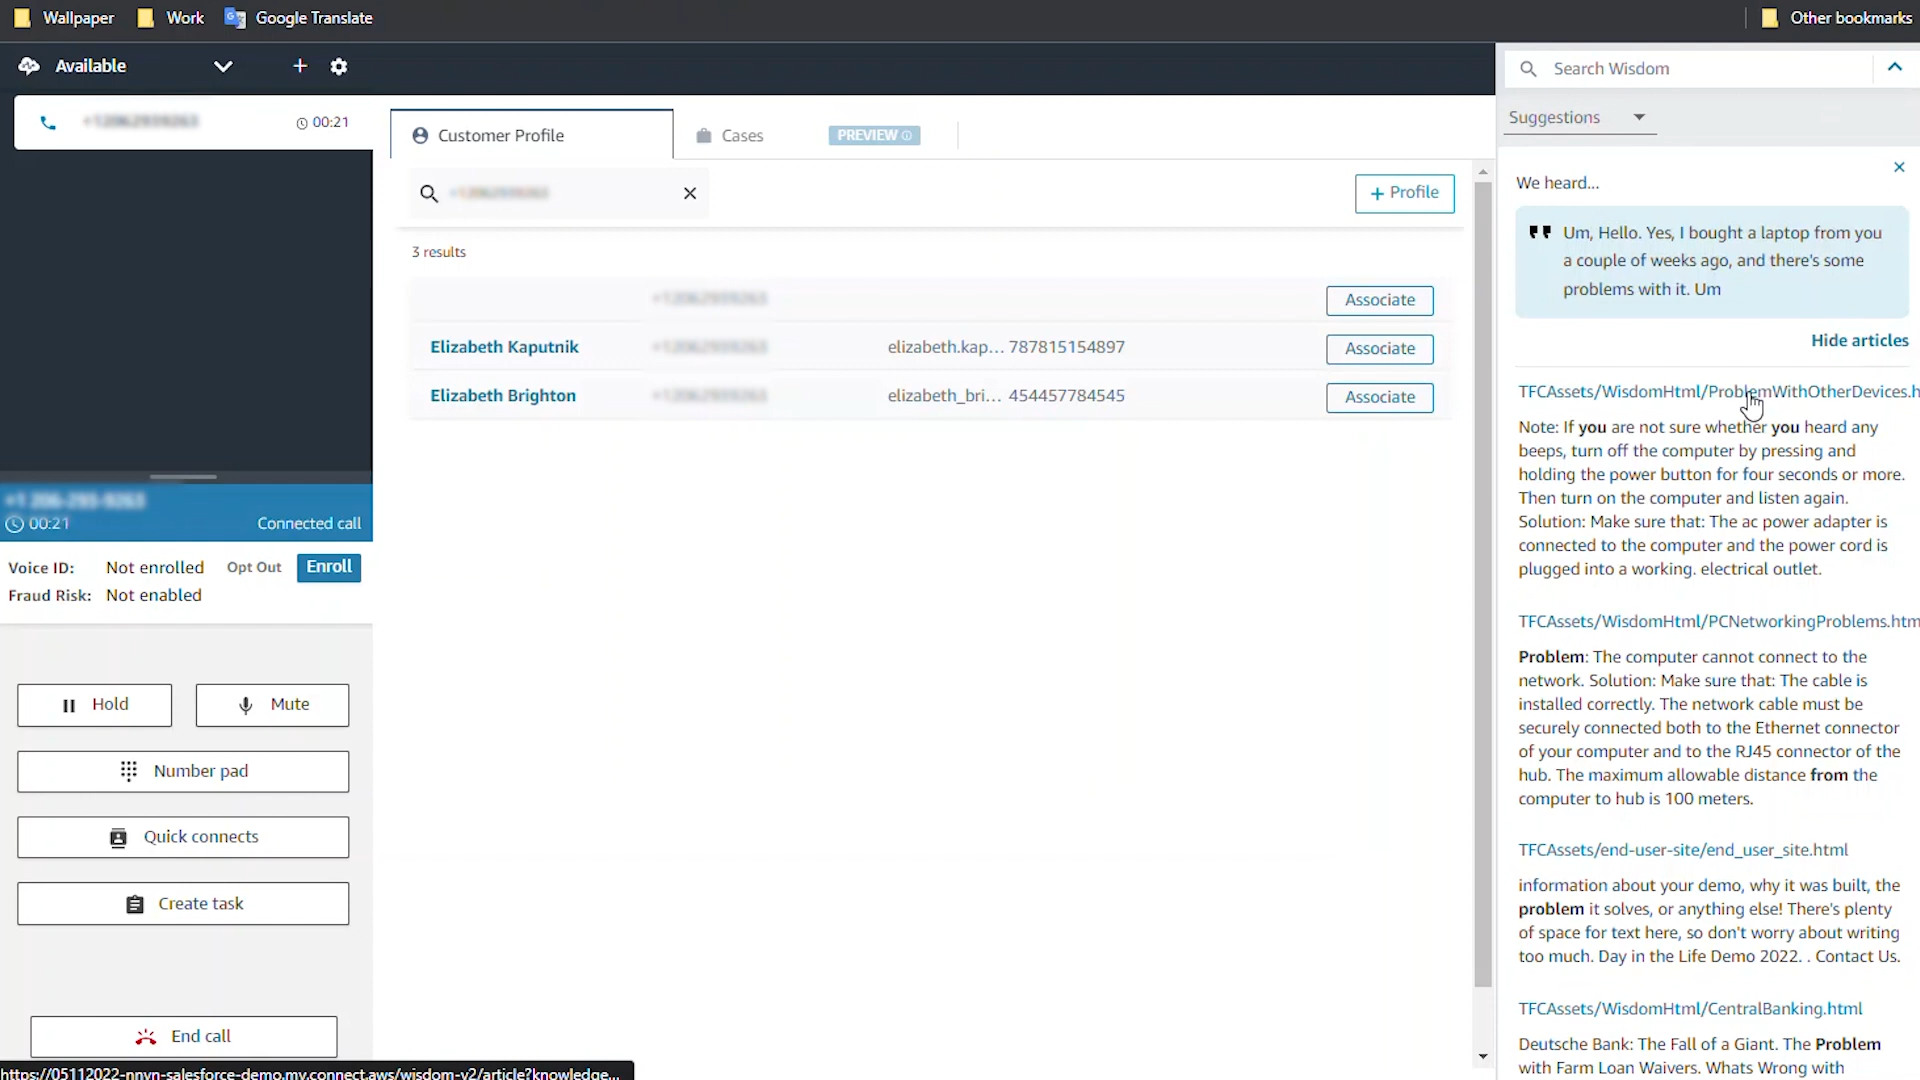 Wallpaper
Work
Google Translate
Other bookmarks
Available
00:21
Customer Profile
Cases
PREVIEW
+ Profile
3 results
Associate
Elizabeth Kaputnik
elizabeth.kap... 787815154897
Associate
Elizabeth Brighton
elizabeth_bri... 454457784545
Associate
00:21
Connected call
Voice ID: Not enrolled Opt Out Enroll
Fraud Risk: Not enabled
Hold
Mute
Number pad
Quick connects
Create task
End call
https://05112022-nnyn-salesforce-demo.my.connect.aws/wisdom-v2/article?knowledge...
Search Wisdom
Suggestions
We heard...
Um, Hello. Yes, I bought a laptop from you
a couple of weeks ago, and there's some
problems with it. Um
Hide articles
TFCAssets/WisdomHtml/ProblemWithOtherDevices.h
Note: If you are not sure whether you heard any
beeps, turn off the computer by pressing and
holding the power button for four seconds or more.
Then turn on the computer and listen again.
Solution: Make sure that: The ac power adapter is
connected to the computer and the power cord is
plugged into a working. electrical outlet.
TFCAssets/WisdomHtml/PCNetworkingProblems.htm
Problem: The computer cannot connect to the
network. Solution: Make sure that: The cable is
installed correctly. The network cable must be
securely connected both to the Ethernet connector
of your computer and to the RJ45 connector of the
hub. The maximum allowable distance from the
computer to hub is 100 meters.
TFCAssets/end-user-site/end_user_site.html
information about your demo, why it was built, the
problem it solves, or anything else! There's plenty
of space for text here, so don't worry about writing
too much. Day in the Life Demo 2022. . Contact Us.
TFCAssets/WisdomHtml/CentralBanking.html
Deutsche Bank: The Fall of a Giant. The Problem
with Farm Loan Waivers. Whats Wrong with